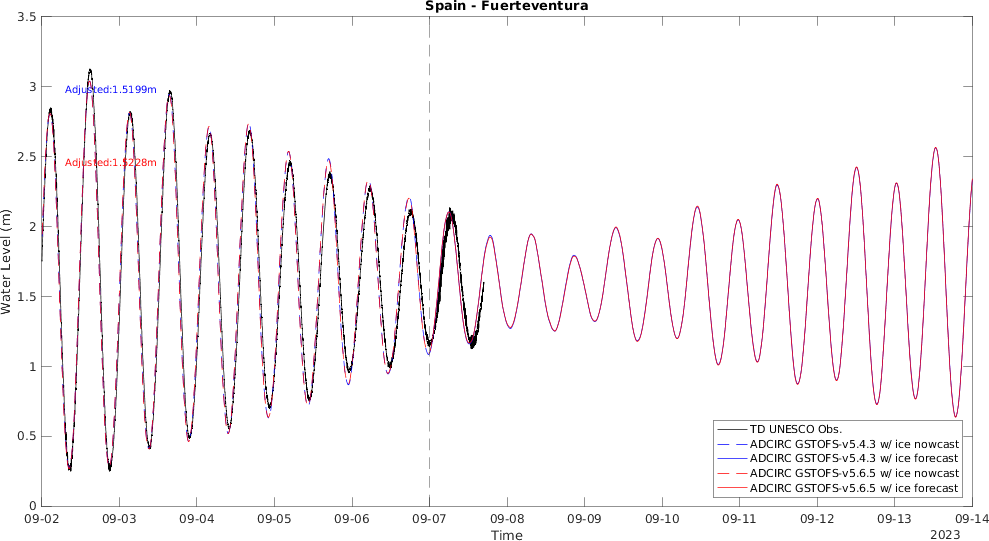 Spain - Fuerteventura
3.5
3
2.5
2
1.5
1
0.5
0
Water Level (m)
Adjusted:1.5199m
Adjusted:1.5228m
TD UNESCO Obs.
ADCIRC GSTOFS-v5.4.3 w/ ice nowcast
ADCIRC GSTOFS-v5.4.3 w/ ice forecast
ADCIRC GSTOFS-v5.6.5 w/ ice nowcast
ADCIRC GSTOFS-v5.6.5 w/ ice forecast
09-02 09-03 09-04 09-05 09-06 09-07 09-08 09-09 09-10 09-11 09-12 09-13 09-14
Time
2023